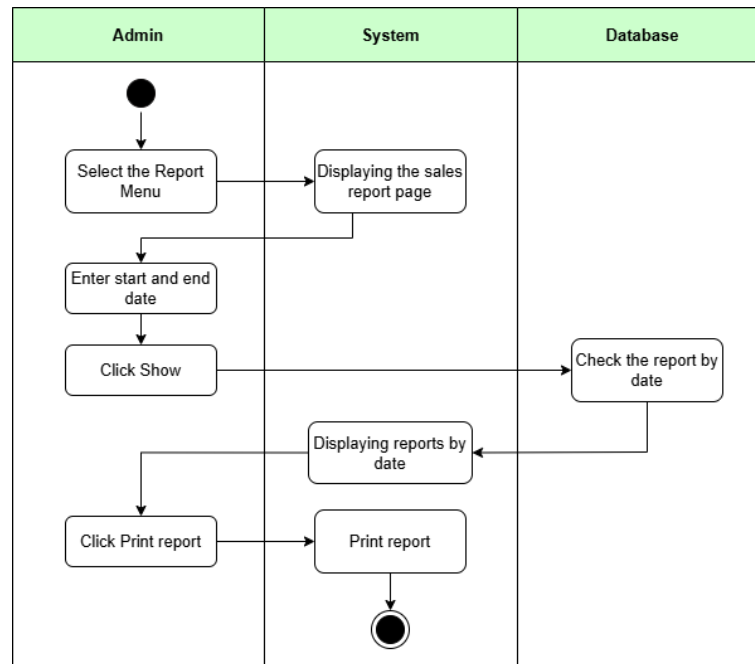 Admin
System
Database
Select the Report
Menu
Displaying the sales
report page
Enter start and end
date
Click Show
Check the report by
date
Displaying reports by
date
Click Print report
Print report